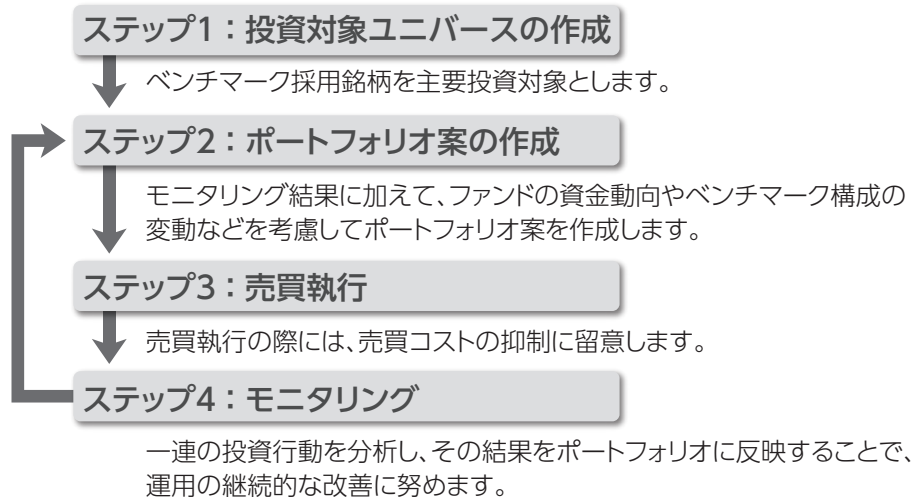 ステップ1：投資対象ユニバースの作成
ベンチマーク採用銘柄を主要投資対象とします。
ステップ2：ポートフォリオ案の作成
モニタリング結果に加えて、ファンドの資金動向やベンチマーク構成の
変動などを考慮してポートフォリオ案を作成します。
ステップ3：売買執行
売買執行の際には、売買コストの抑制に留意します。
ステップ4：モニタリング
一連の投資行動を分析し、その結果をポートフォリオに反映することで、
運用の継続的な改善に努めます。